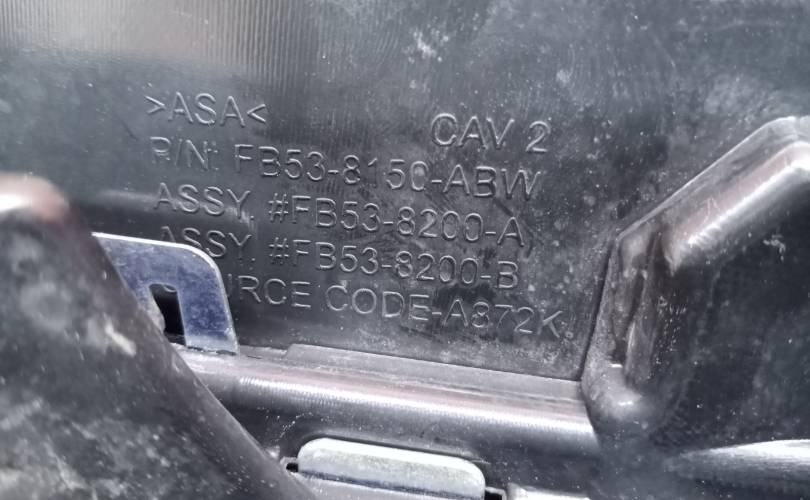 >ASA<
CAV 2
P/N: FB53-8150-ABW
ASSY. #FB53-8200-A
ASSY. #FB53-8200-B
CODE-A872K